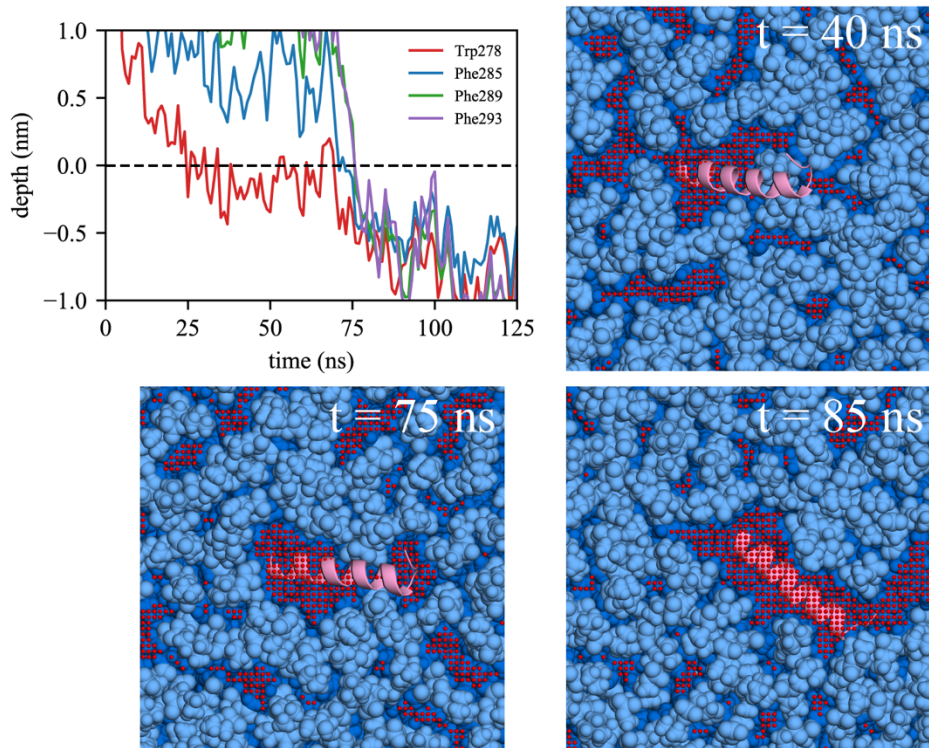 1.0
0.5
0.0
−0.5
−1.0
depth (nm)
0
25
50
75
100
125
time (ns)
Trp278
Phe285
Phe289
Phe293
t = 40 ns
t = 75 ns
t = 85 ns